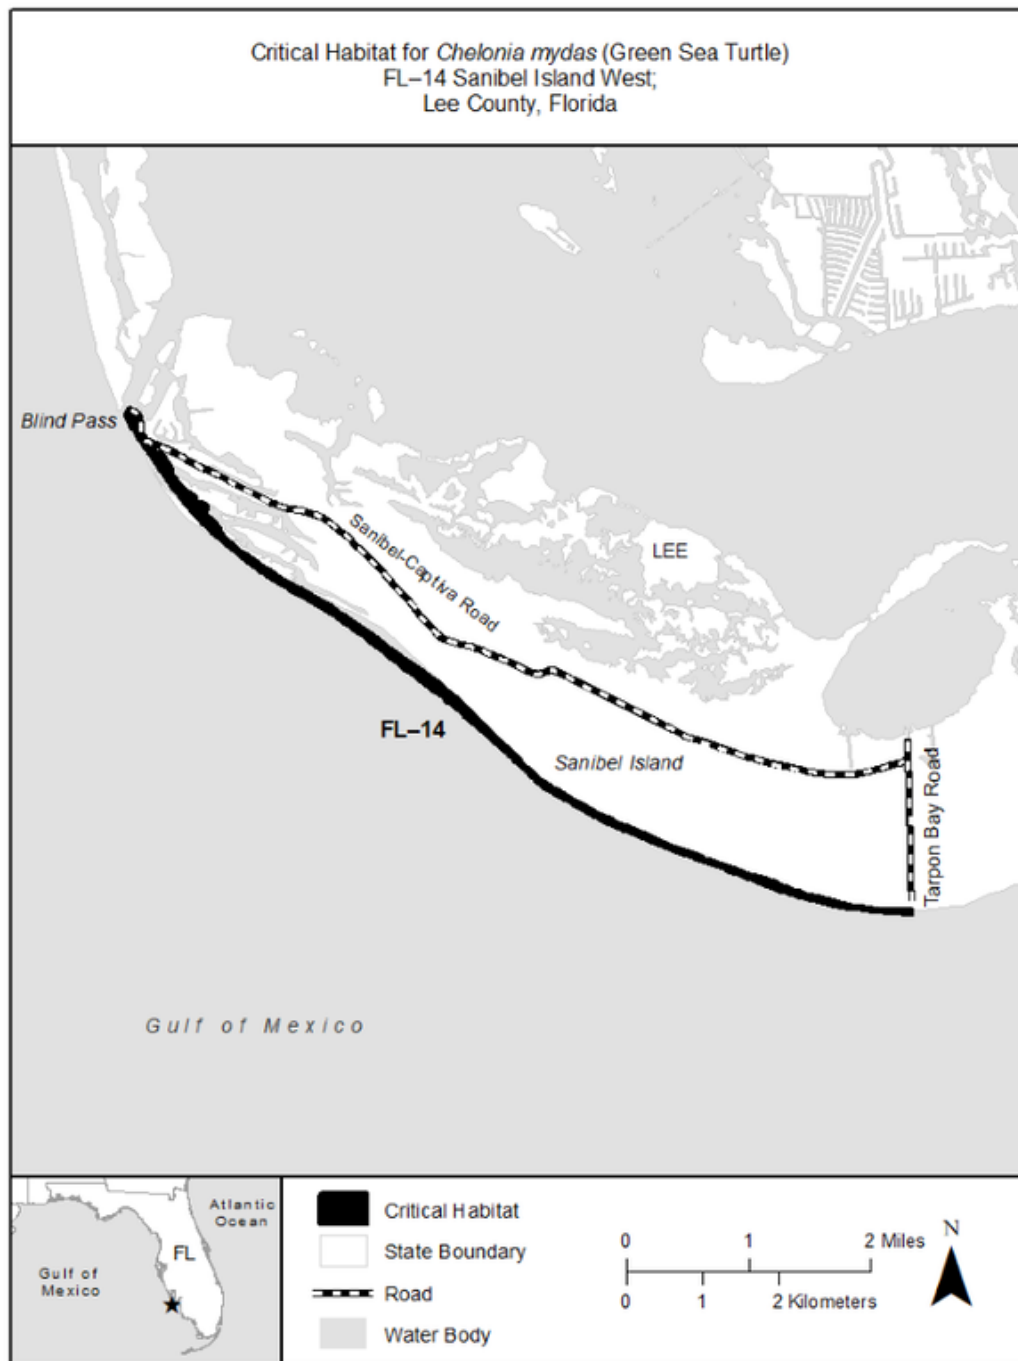 Critical Habitat for Chelonia mydas (Green Sea Turtle)
FL–14 Sanibel Island West;
Lee County, Florida
Blind Pass
Sanibel-Captiva Road
LEE
FL–14
Sanibel Island
Tarpon Bay Road
Gulf of Mexico
Atlantic
Ocean
FL
Gulf of
Mexico
Critical Habitat
State Boundary
Road
Water Body
0 1 2 Miles
0 1 2 Kilometers
N